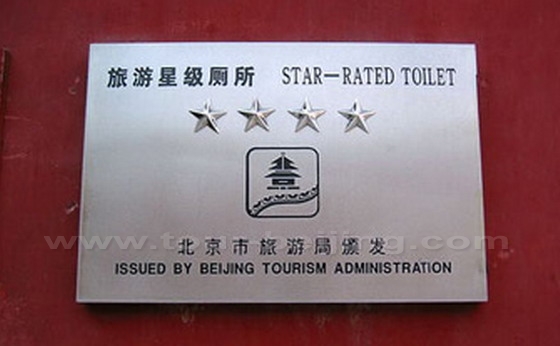 旅游星级厕所 STAR—RATED TOILET
北京市旅游局颁发
ISSUED BY BEIJING TOURISM ADMINISTRATION